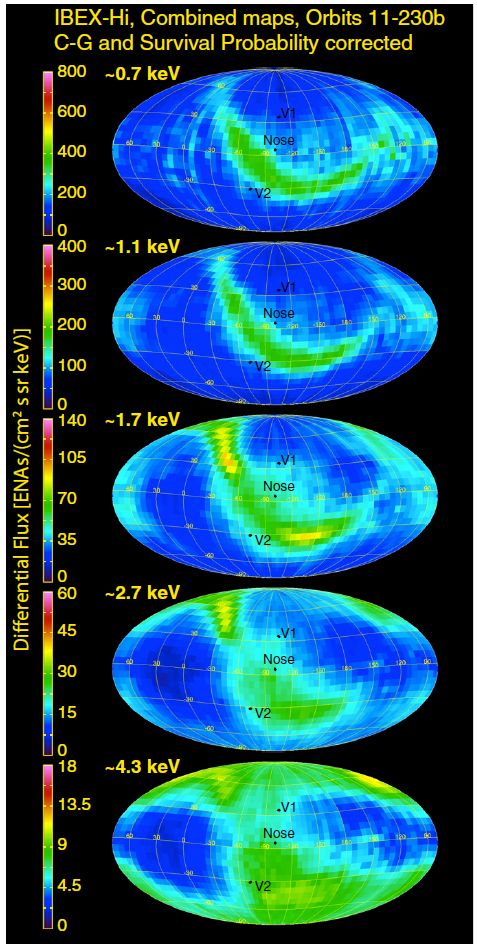 IBEX-Hi, Combined maps, Orbits 11-230b
C-G and Survival Probability corrected
Differential Flux [ENAs/(cm² s sr keV)]
~0.7 keV
800
600
400
200
0
V1
Nose
V2
~1.1 keV
400
300
200
100
0
V1
Nose
V2
~1.7 keV
140
105
70
35
0
V1
Nose
V2
~2.7 keV
60
45
30
15
0
V1
Nose
V2
~4.3 keV
18
13.5
9
4.5
0
V1
Nose
V2